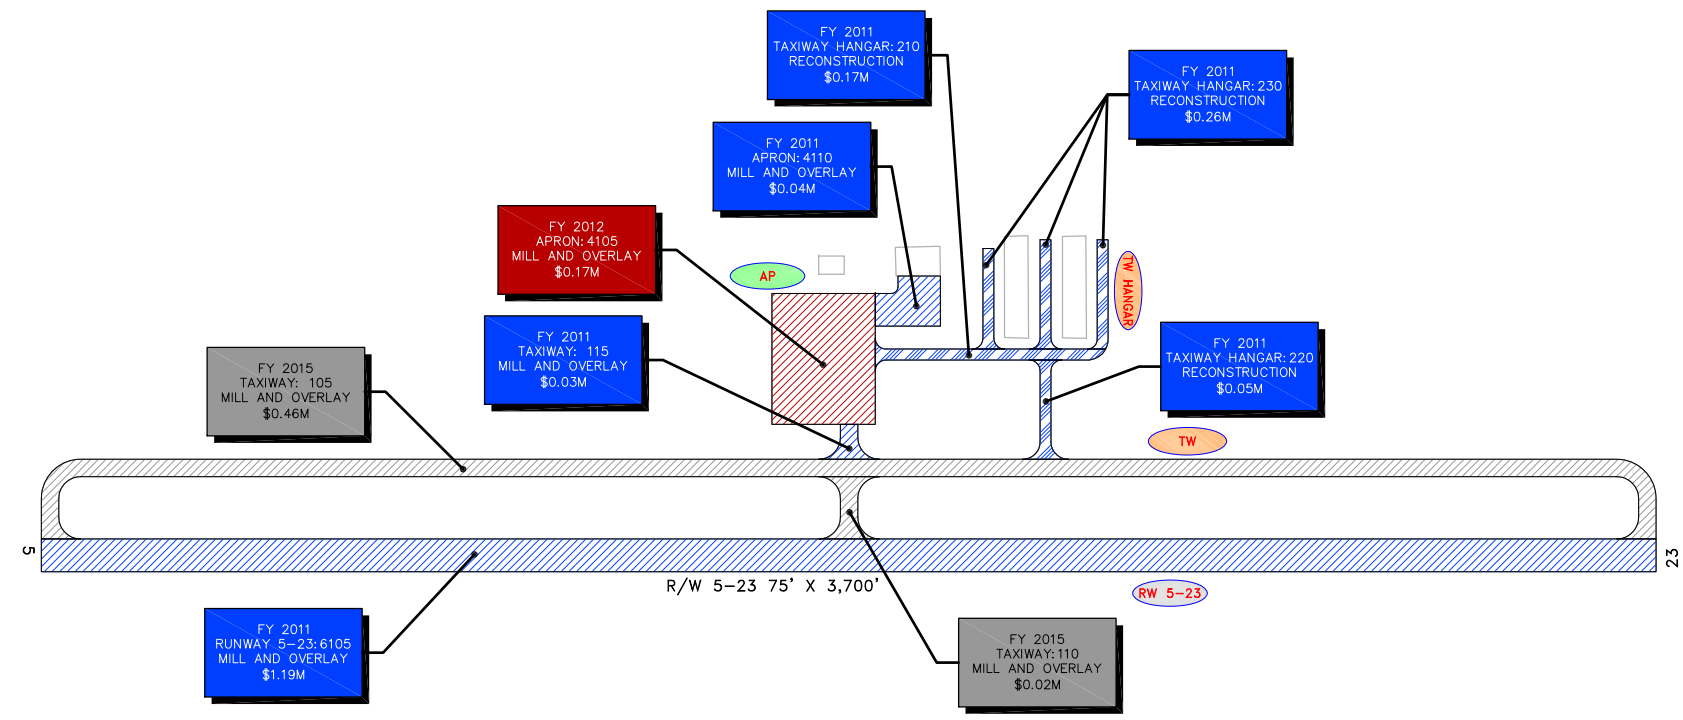 FY 2011
TAXIWAY HANGAR:210
RECONSTRUCTION
$0.17M
FY 2011
TAXIWAY HANGAR:230
RECONSTRUCTION
$0.26M
FY 2011
APRON:4110
MILL AND OVERLAY
$0.04M
FY 2012
APRON:4105
MILL AND OVERLAY
$0.17M
AP
TW HANGAR
FY 2011
TAXIWAY: 115
MILL AND OVERLAY
$0.03M
FY 2011
TAXIWAY HANGAR:220
RECONSTRUCTION
$0.05M
FY 2015
TAXIWAY: 105
MILL AND OVERLAY
$0.46M
TW
5
23
R/W 5-23 75' X 3,700'
RW 5-23
FY 2011
RUNWAY 5-23:6105
MILL AND OVERLAY
$1.19M
FY 2015
TAXIWAY:110
MILL AND OVERLAY
$0.02M